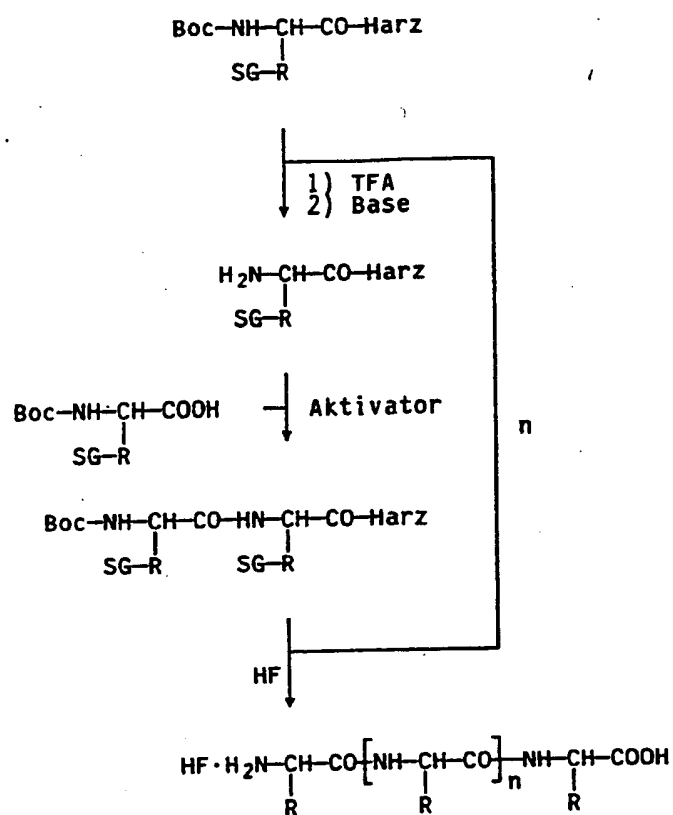 Boc-NH-CH-CO-Harz
SG-R
1) TFA
2) Base
H2N-CH-CO-Harz
SG-R
Boc-NH-CH-COOH
Aktivator
SG-R
n
Boc-NH-CH-CO-HN-CH-CO-Harz
SG-R SG-R
HF
HF·H2N-CH-CO[NH-CH-CO]n-NH-CH-COOH
R R R